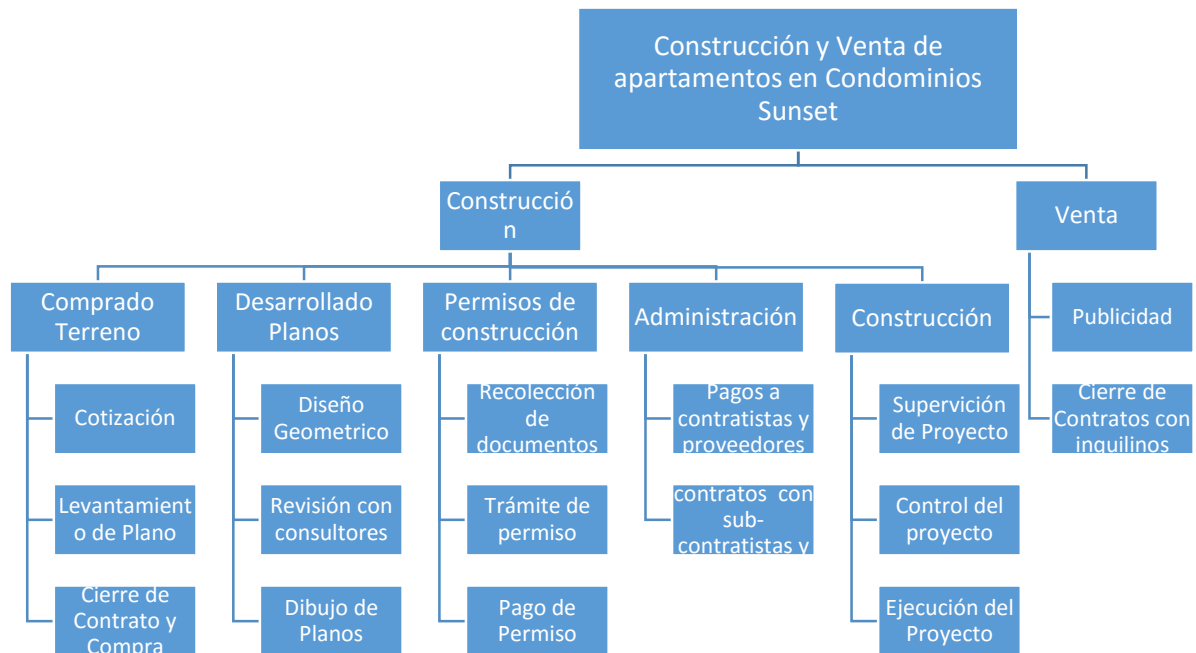 Construcción y Venta de
apartamentos en Condominios
Sunset
Construcció
n
Venta
Comprado
Terreno
Desarrollado
Planos
Permisos de
construcción
Administración
Construcción
Publicidad
Cotización
Diseño
Geometrico
Recolección
de
documentos
Pagos a
contratistas y
proveedores
Supervición
de Proyecto
Cierre de
Contratos con
inquilinos
Levantamient
o de Plano
Revisión con
consultores
Trámite de
permiso
contratos con
sub-
contratistas y
Control del
proyecto
Cierre de
Contrato y
Compra
Dibujo de
Planos
Pago de
Permiso
Ejecución del
Proyecto